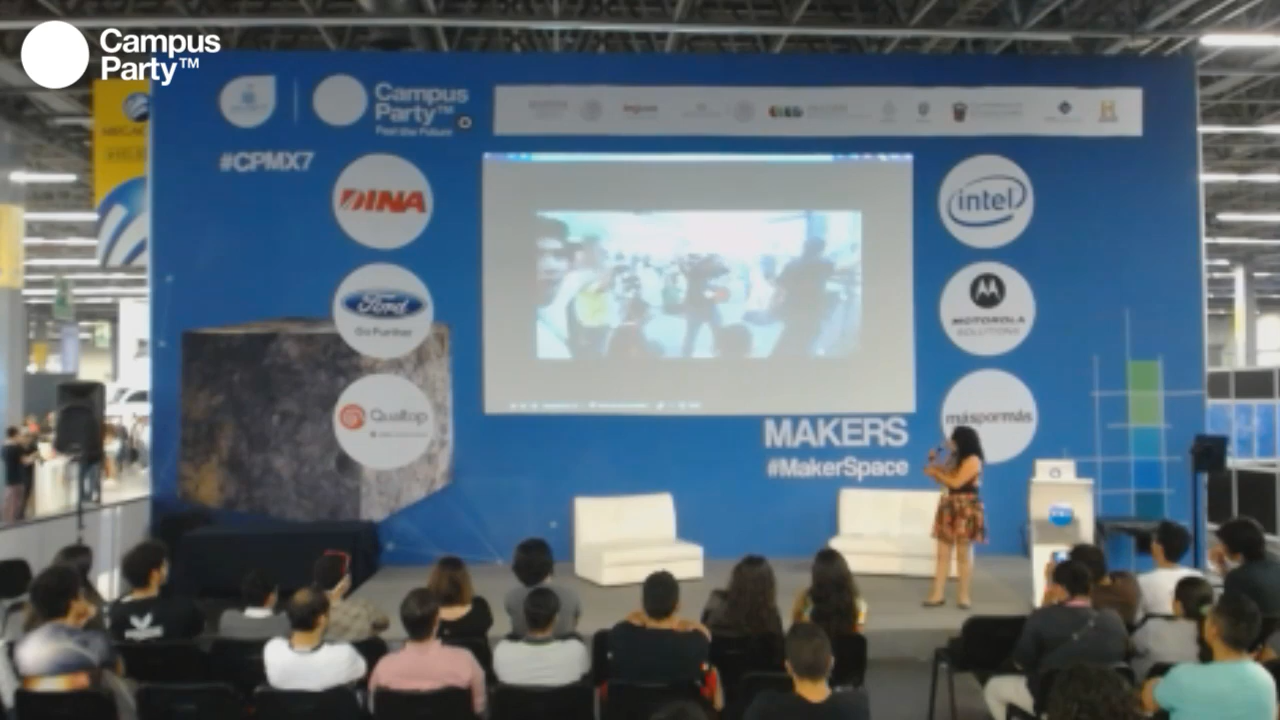 Campus
Party™
Campus
Party™
Feel the Future
#CPMX7
DINA
intel
Ford
Go Further
MOTOROLA
SOLUTIONS
Qualtop
máspormás
MAKERS
#MakerSpace